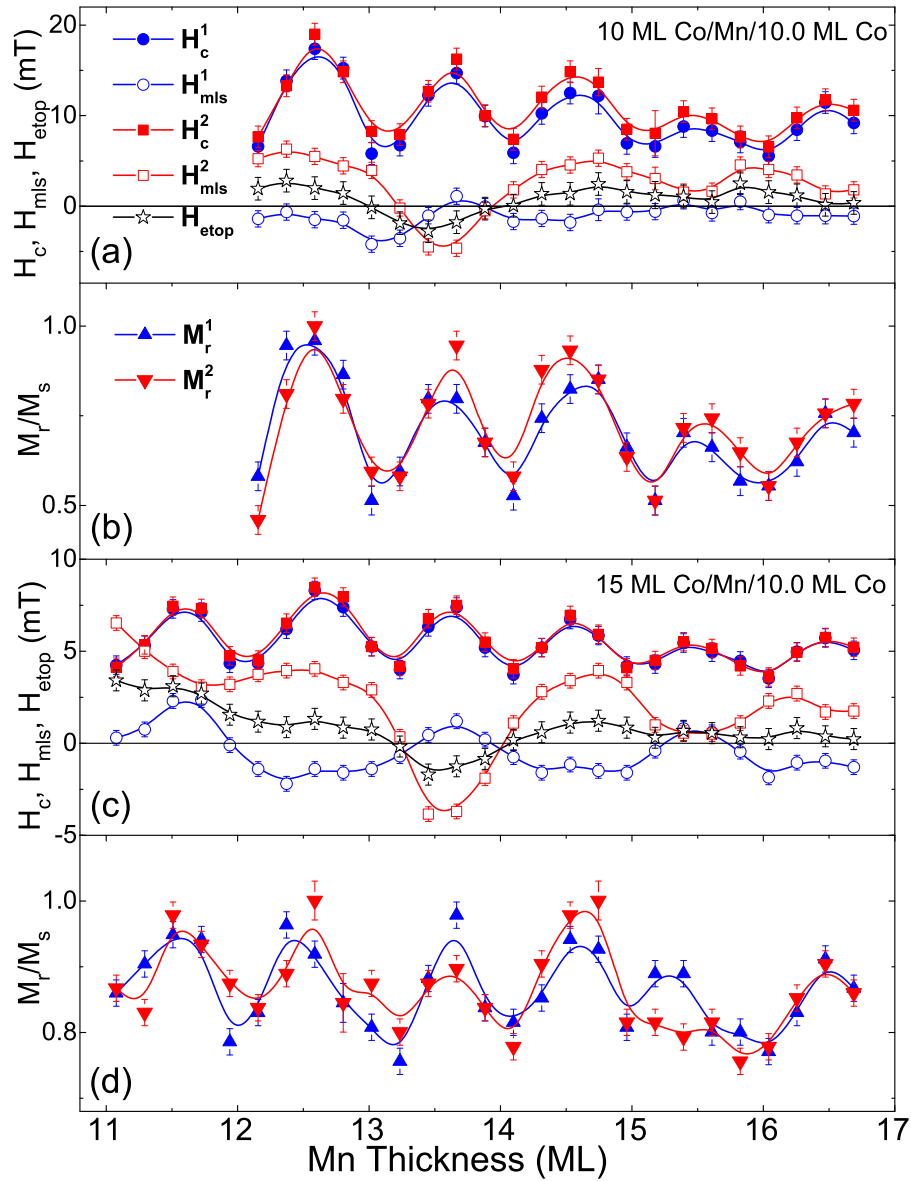 10 ML Co/Mn/10.0 ML Co
H_c, H_mls, H_etop (mT)
20
10
0
H_c^1
H_mls^1
H_c^2
H_mls^2
H_etop
(a)
M_r/M_s
1.0
0.5
M_r^1
M_r^2
(b)
15 ML Co/Mn/10.0 ML Co
H_c, H_mls, H_etop (mT)
10
5
0
-5
(c)
M_r/M_s
1.0
0.8
(d)
11 12 13 14 15 16 17
Mn Thickness (ML)